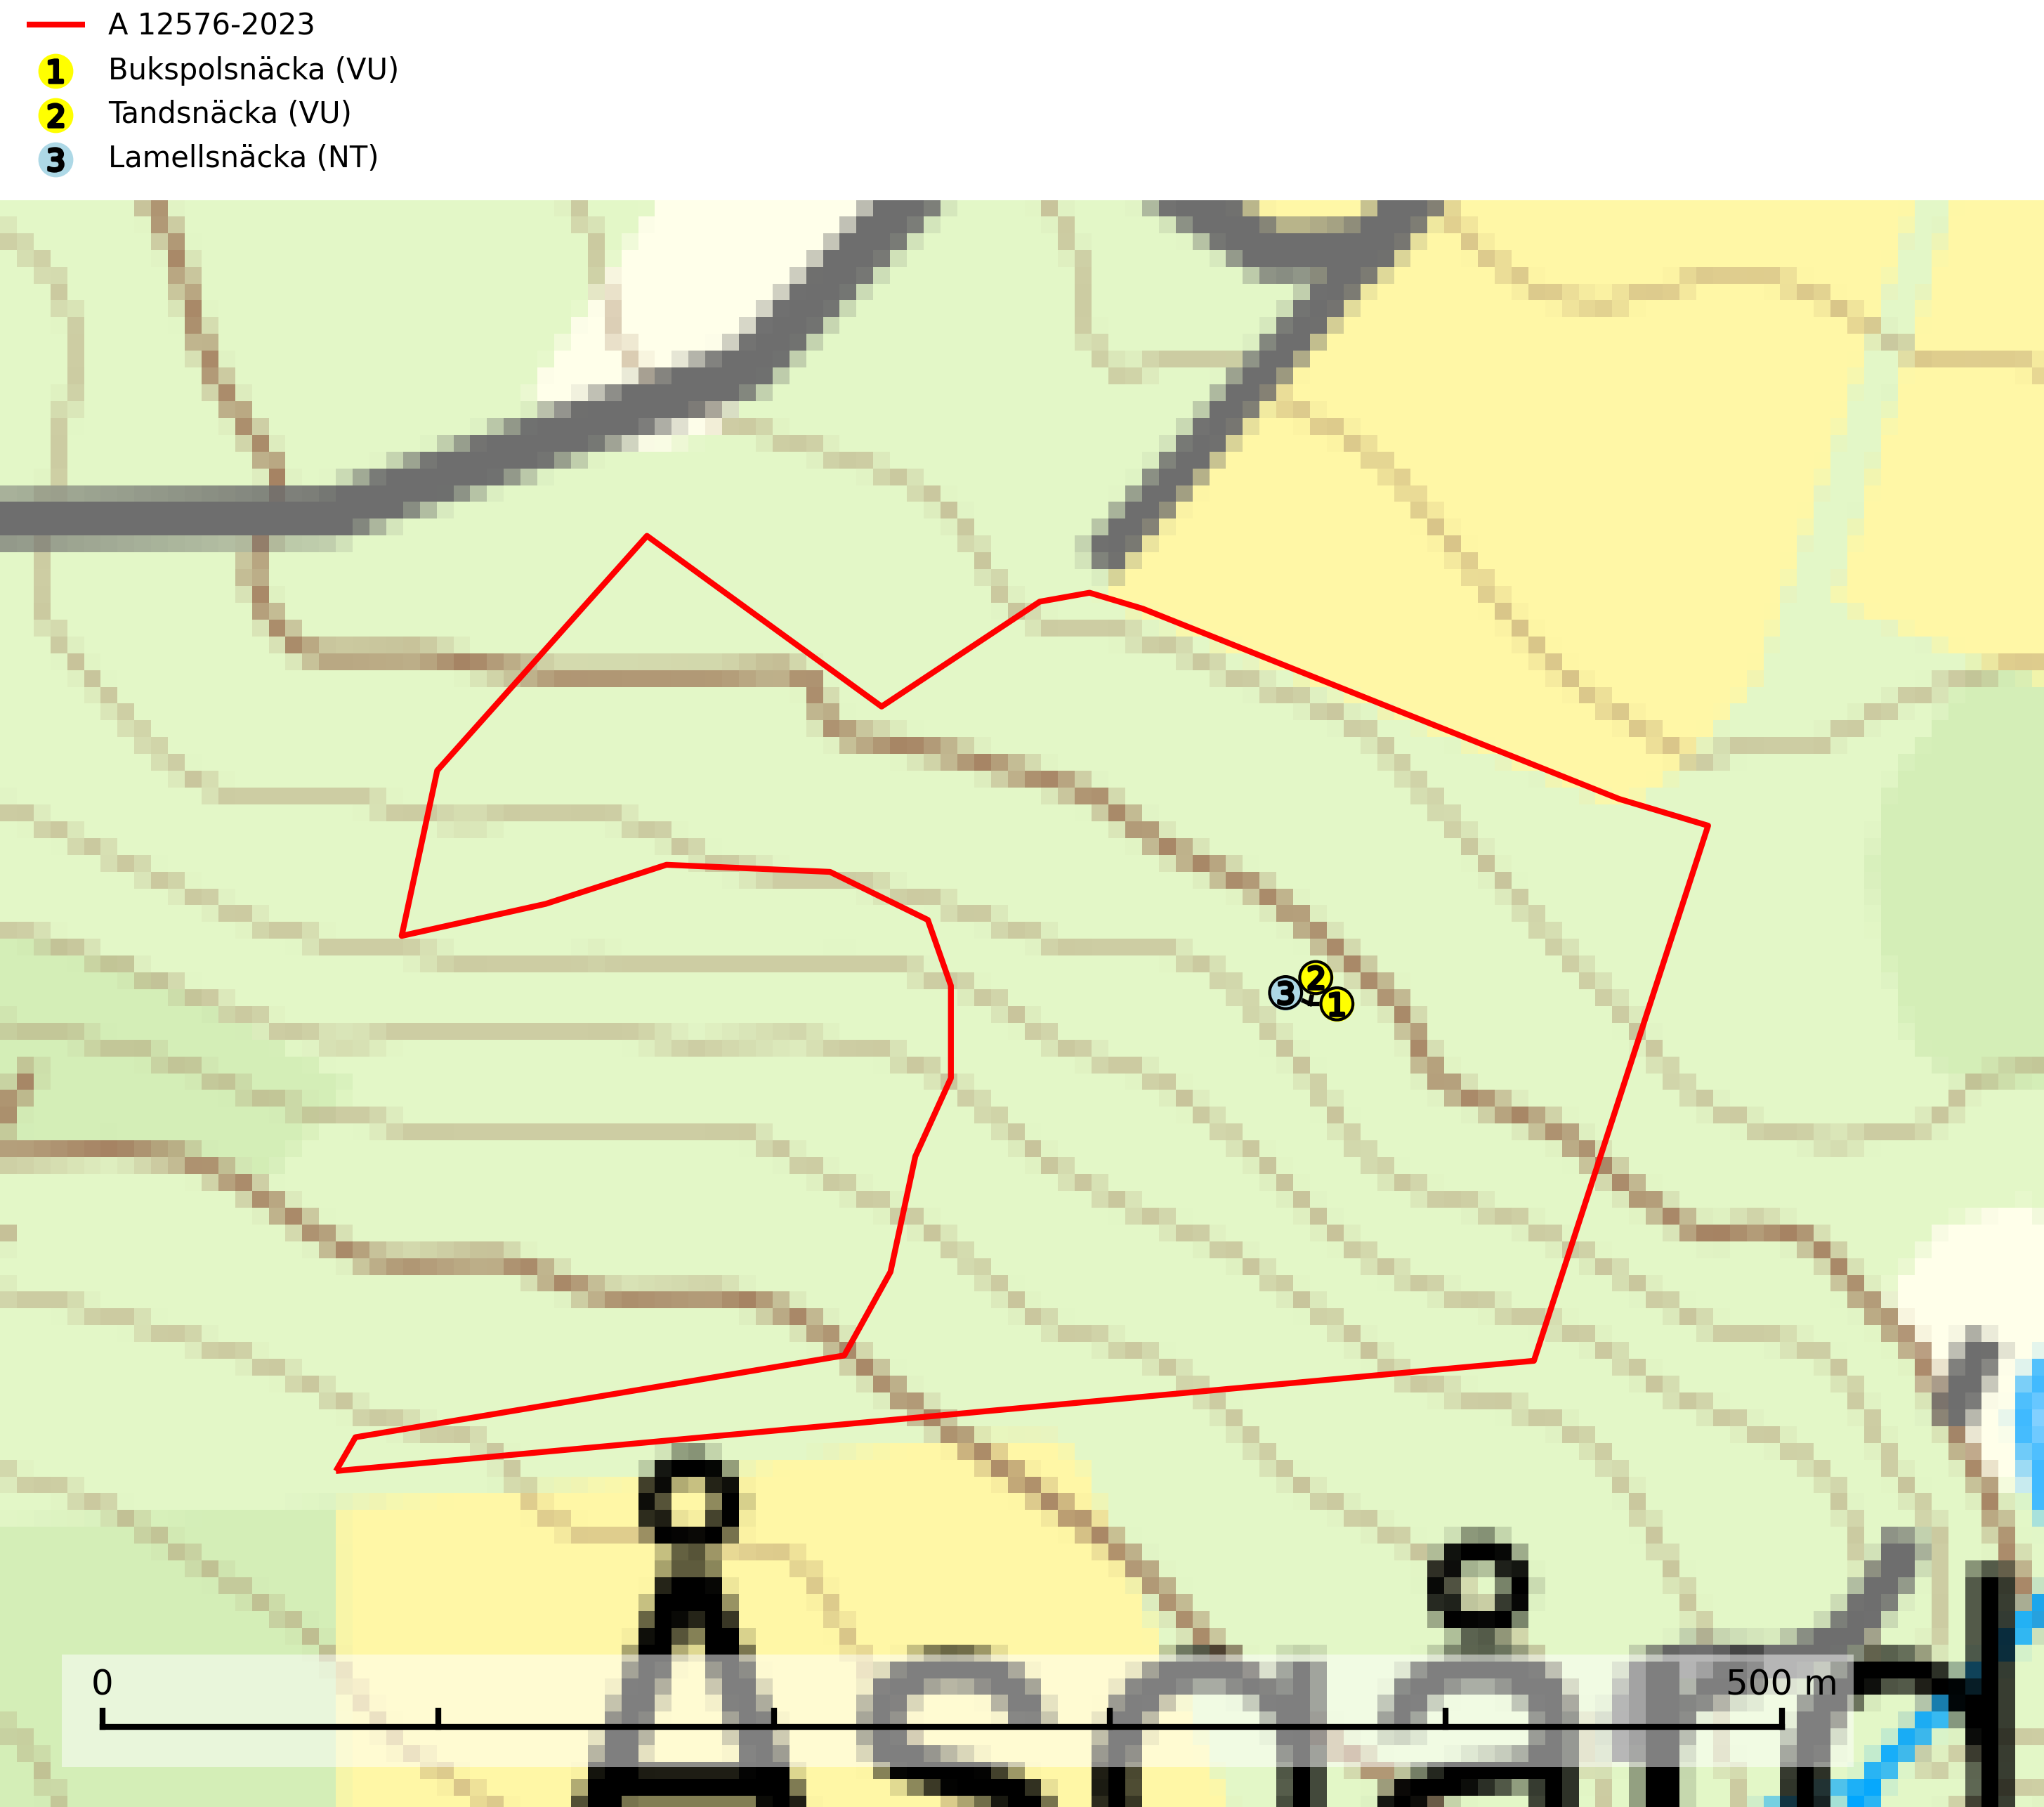 A 12576-2023
1 Bukspolsnäcka (VU)
2 Tandsnäcka (VU)
3 Lamellsnäcka (NT)
2
3
1
0 500 m